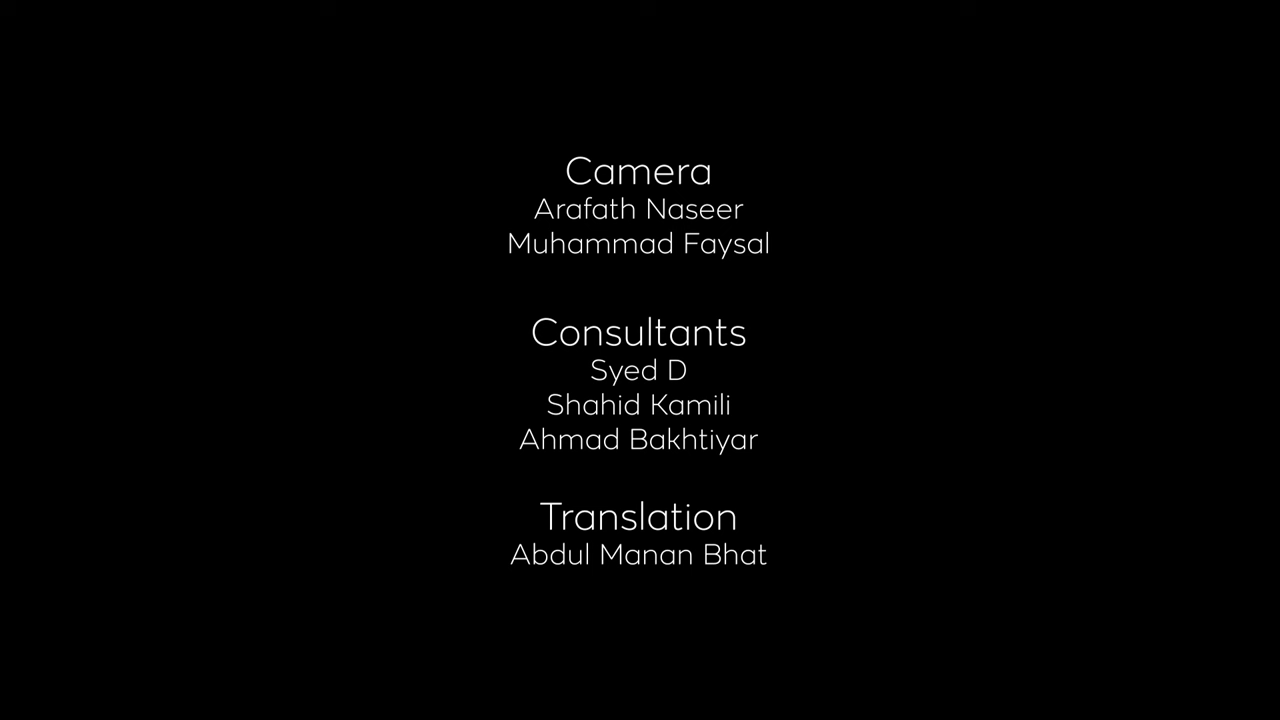 Camera
Arafath Naseer
Muhammad Faysal
Consultants
Syed D
Shahid Kamili
Ahmad Bakhtiyar
Translation
Abdul Manan Bhat